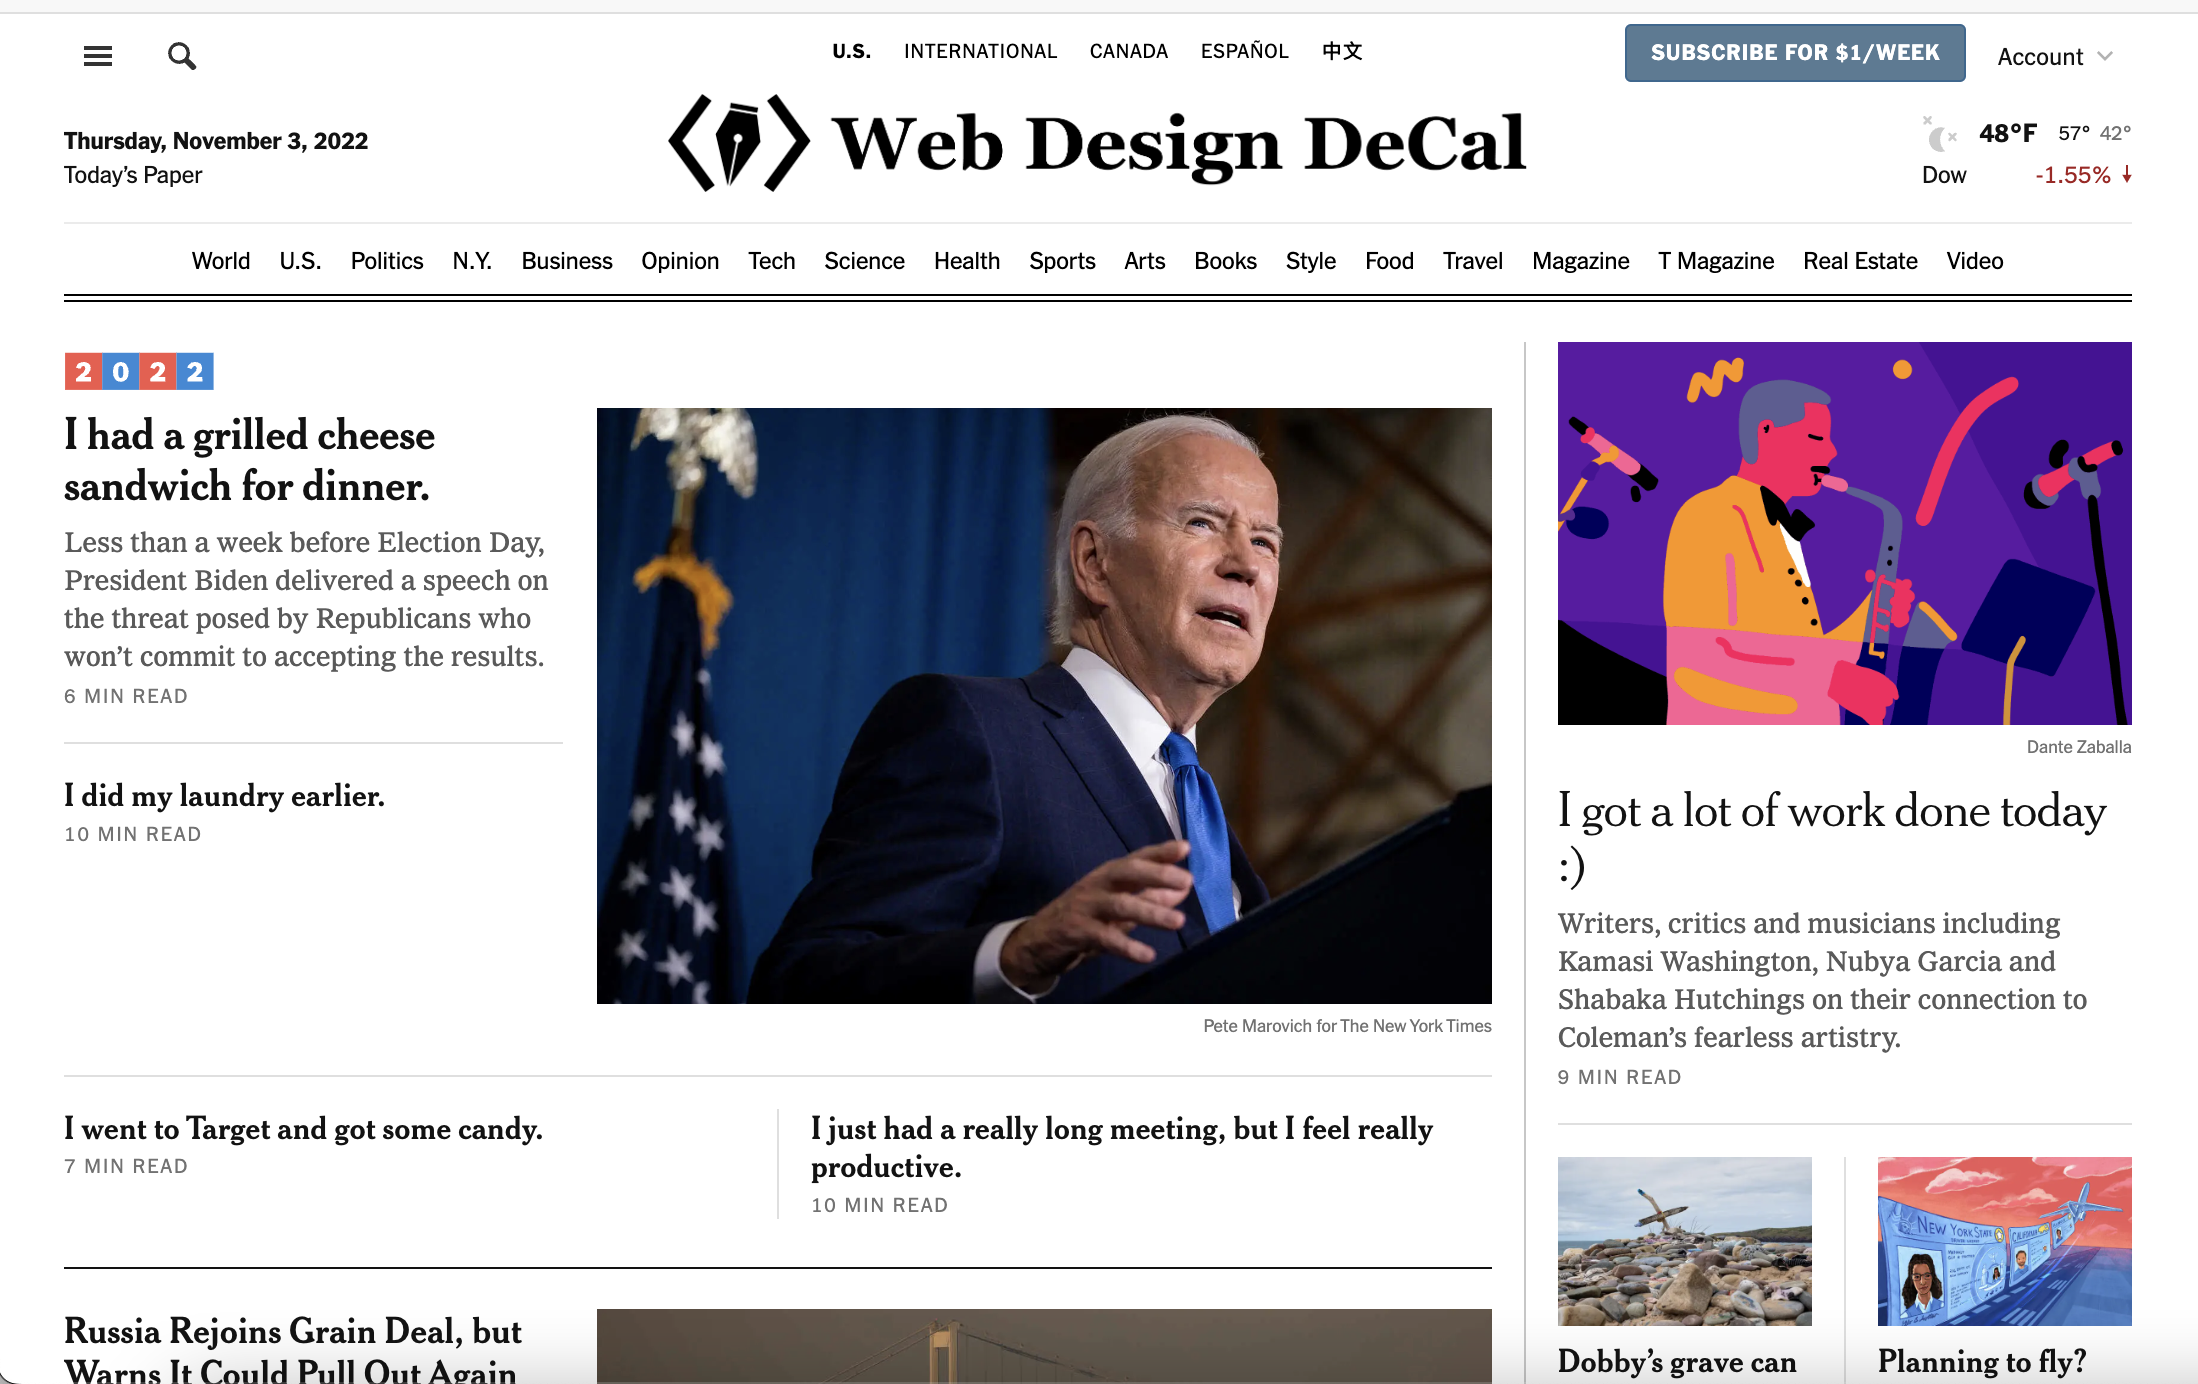 U.S. INTERNATIONAL CANADA ESPAÑOL 中文
SUBSCRIBE FOR $1/WEEK
Account
Thursday, November 3, 2022
Today's Paper
Web Design DeCal
48°F 57° 42°
Dow -1.55% ↓
World U.S. Politics N.Y. Business Opinion Tech Science Health Sports Arts Books Style Food Travel Magazine T Magazine Real Estate Video
2022
I had a grilled cheese
sandwich for dinner.
Less than a week before Election Day,
President Biden delivered a speech on
the threat posed by Republicans who
won't commit to accepting the results.
6 MIN READ
I did my laundry earlier.
10 MIN READ
Pete Marovich for The New York Times
I went to Target and got some candy.
7 MIN READ
I just had a really long meeting, but I feel really
productive.
10 MIN READ
Russia Rejoins Grain Deal, but
Warns It Could Pull Out Again
Dante Zaballa
I got a lot of work done today
:)
Writers, critics and musicians including
Kamasi Washington, Nubya Garcia and
Shabaka Hutchings on their connection to
Coleman's fearless artistry.
9 MIN READ
NEW YORK STATE
CALIFORNIA
Dobby's grave can
Planning to fly?